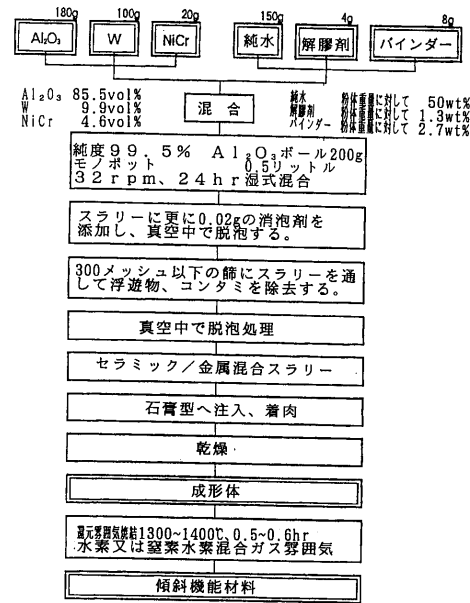 180g 100g 20g 150g 4g 8g
Al₂O₃ W NiCr 純水 解膠剤 バインダー
Al₂O₃ 85.5vol%
W 9.9vol%
NiCr 4.6vol%
混合
純水 粉体重量に対して 50wt%
解膠剤 粉体重量に対して 1.3wt%
バインダー 粉体重量に対して 2.7wt%
純度99.5% Al₂O₃ボール200g
モノポット 0.5リットル
32rpm、24hr湿式混合
スラリーに更に0.02gの消泡剤を
添加し、真空中で脱泡する。
300メッシュ以下の篩にスラリーを通
して浮遊物、コンタミを除去する。
真空中で脱泡処理
セラミック/金属混合スラリー
石膏型へ注入、着肉
乾燥
成形体
還元雰囲気焼結1300~1400℃、0.5~0.6hr
水素又は窒素水素混合ガス雰囲気
傾斜機能材料